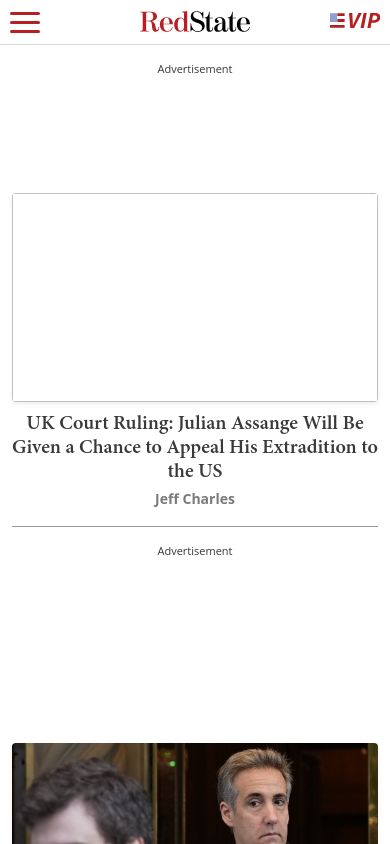 RedState
VIP
Advertisement
UK Court Ruling: Julian Assange Will Be
Given a Chance to Appeal His Extradition to
the US
Jeff Charles
Advertisement